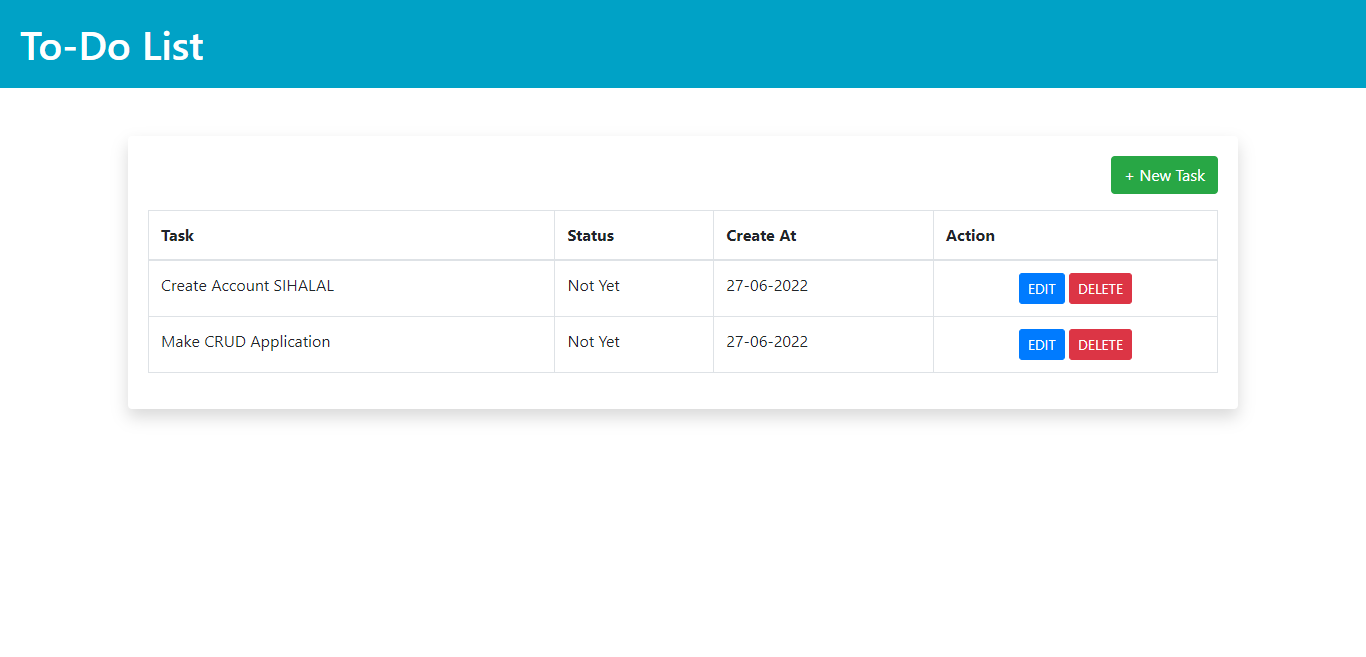 To-Do List
+ New Task
Task Status Create At Action
Create Account SIHALAL Not Yet 27-06-2022 EDIT DELETE
Make CRUD Application Not Yet 27-06-2022 EDIT DELETE